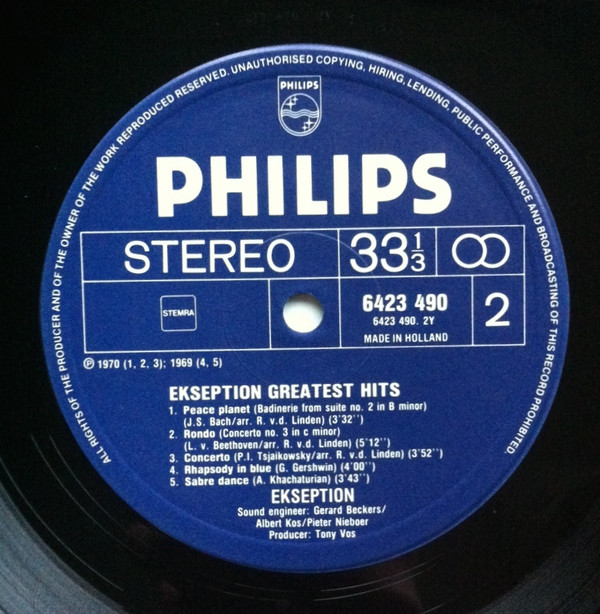 ALL RIGHTS OF THE PRODUCER AND OF THE OWNER OF THE WORK REPRODUCED RESERVED. UNAUTHORISED COPYING, HIRING, LENDING, PUBLIC PERFORMANCE AND BROADCASTING OF THIS RECORD PROHIBITED.
PHILIPS
PHILIPS
STEREO 33 1/3
STEMRA
6423 490
6423 490. 2Y
MADE IN HOLLAND
2
℗ 1970 (1, 2, 3); 1969 (4, 5)
EKSEPTION GREATEST HITS
1. Peace planet (Badinerie from suite no. 2 in B minor)
(J.S. Bach/arr. R. v.d. Linden) (3'32'')
2. Rondo (Concerto no. 3 in c minor)
(L. v. Beethoven/arr. R. v.d. Linden) (5'12'')
3. Concerto (P.I. Tsjaikowsky/arr. R. v.d. Linden) (3'52'')
4. Rhapsody in blue (G. Gershwin) (4'00'')
5. Sabre dance (A. Khachaturian) (3'43'')
EKSEPTION
Sound engineer: Gerard Beckers/
Albert Kos/Pieter Nieboer
Producer: Tony Vos